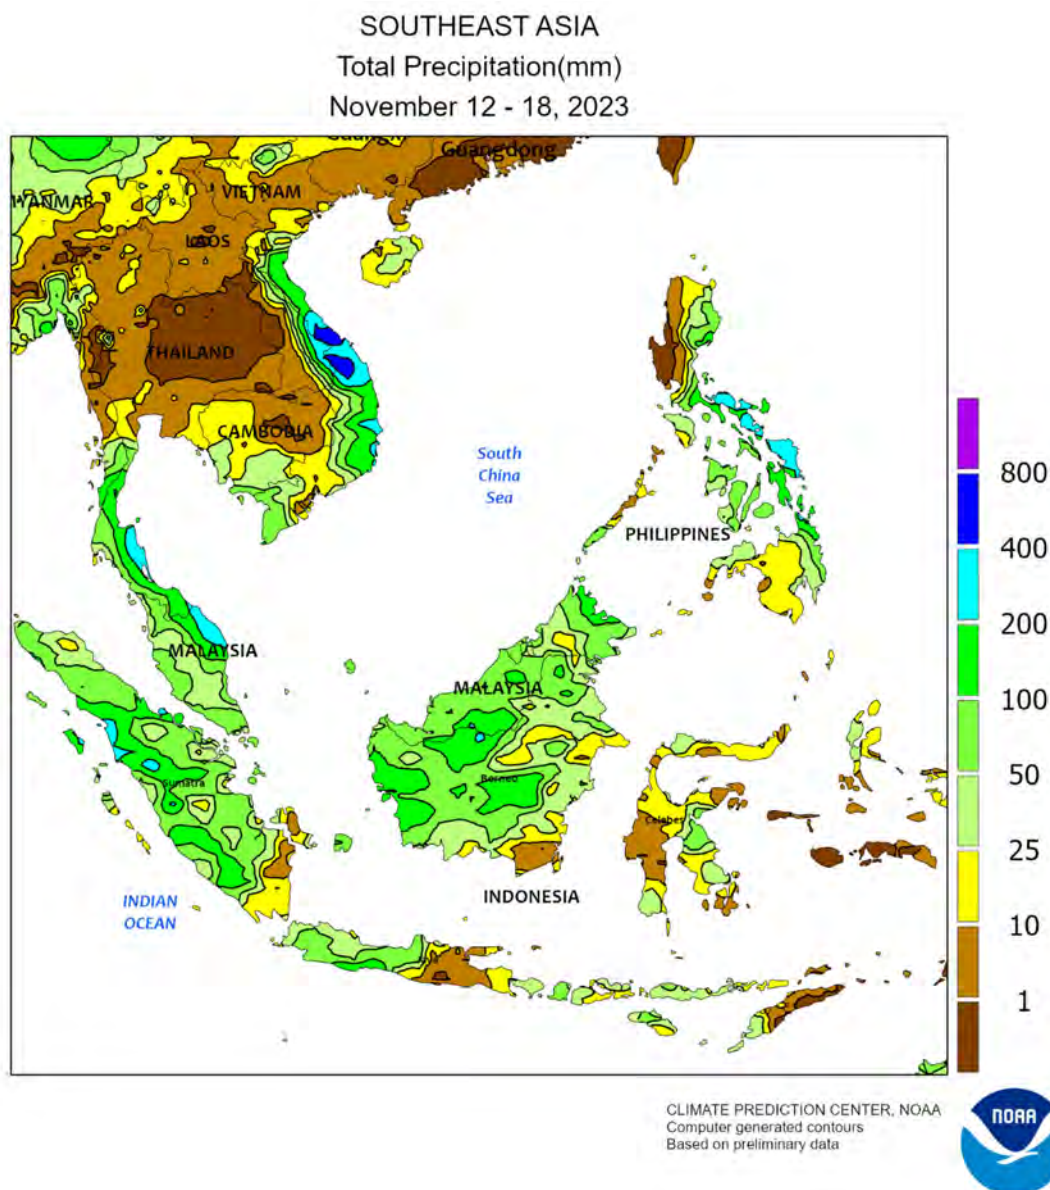 SOUTHEAST ASIA
Total Precipitation(mm)
November 12 - 18, 2023
Guangdong
VIETNAM
LAOS
THAILAND
CAMBODIA
South
China
Sea
800
400
PHILIPPINES
200
MALAYSIA
MALAYSIA
100
50
Borneo
Sumatra
Celebes
25
INDONESIA
INDIAN
OCEAN
10
1
CLIMATE PREDICTION CENTER, NOAA
Computer generated contours
Based on preliminary data
NOAA